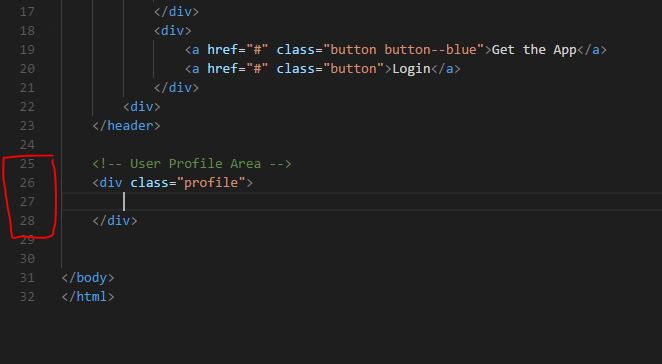 17 </div>
18 <div>
19 <a href="#" class="button button--blue">Get the App</a>
20 <a href="#" class="button">Login</a>
21 </div>
22 <div>
23 </header>
24
25 <!-- User Profile Area -->
26 <div class="profile">
27
28 </div>
29
30
31 </body>
32 </html>